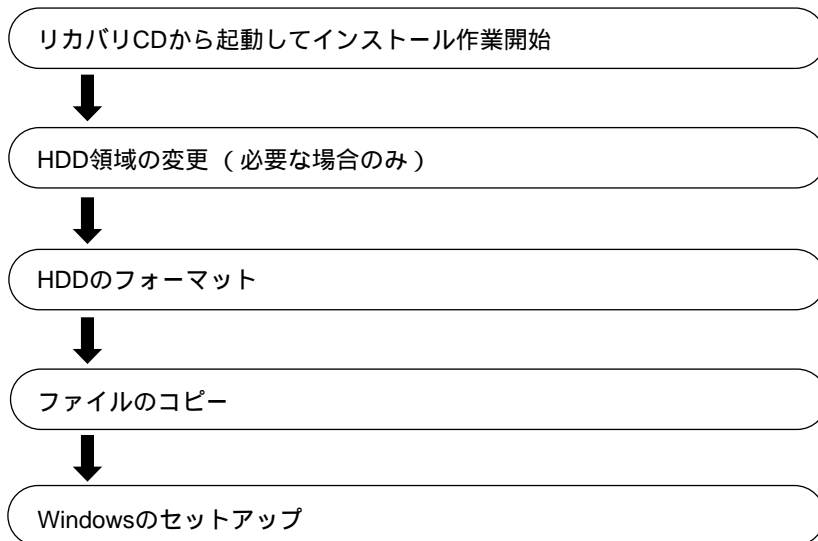 リカバリCDから起動してインストール作業開始
HDD領域の変更 （必要な場合のみ）
HDDのフォーマット
ファイルのコピー
Windowsのセットアップ